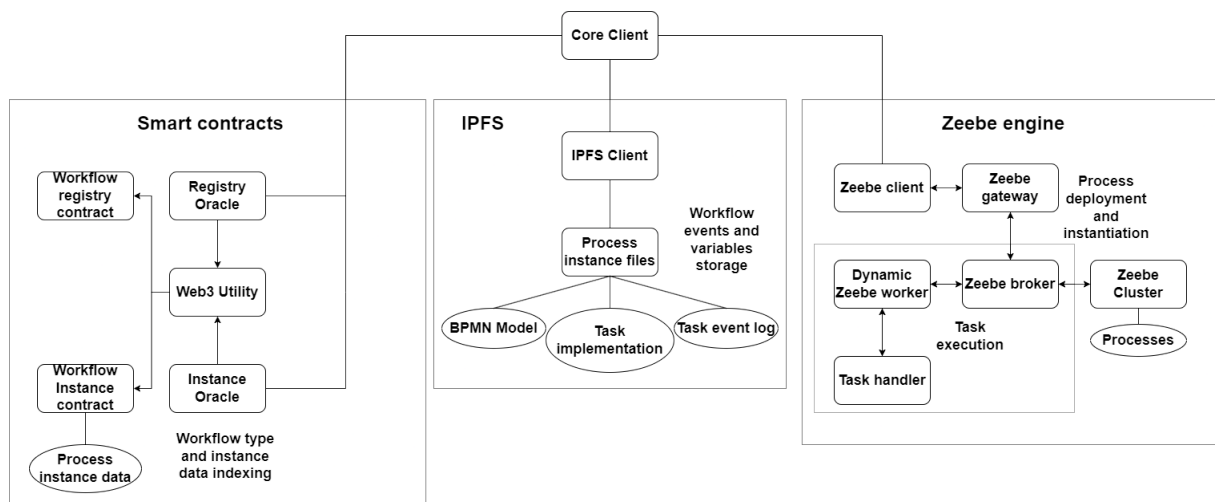 Core Client
Smart contracts
Workflow
registry
contract
Registry
Oracle
Web3 Utility
Workflow
Instance
contract
Instance
Oracle
Process
instance data
Workflow type
and instance
data indexing
IPFS
IPFS Client
Process
instance files
Workflow
events and
variables
storage
BPMN Model
Task
implementation
Task event log
Zeebe engine
Zeebe client
Zeebe
gateway
Process
deployment
and
instantiation
Dynamic
Zeebe worker
Zeebe broker
Zeebe
Cluster
Task
execution
Processes
Task handler